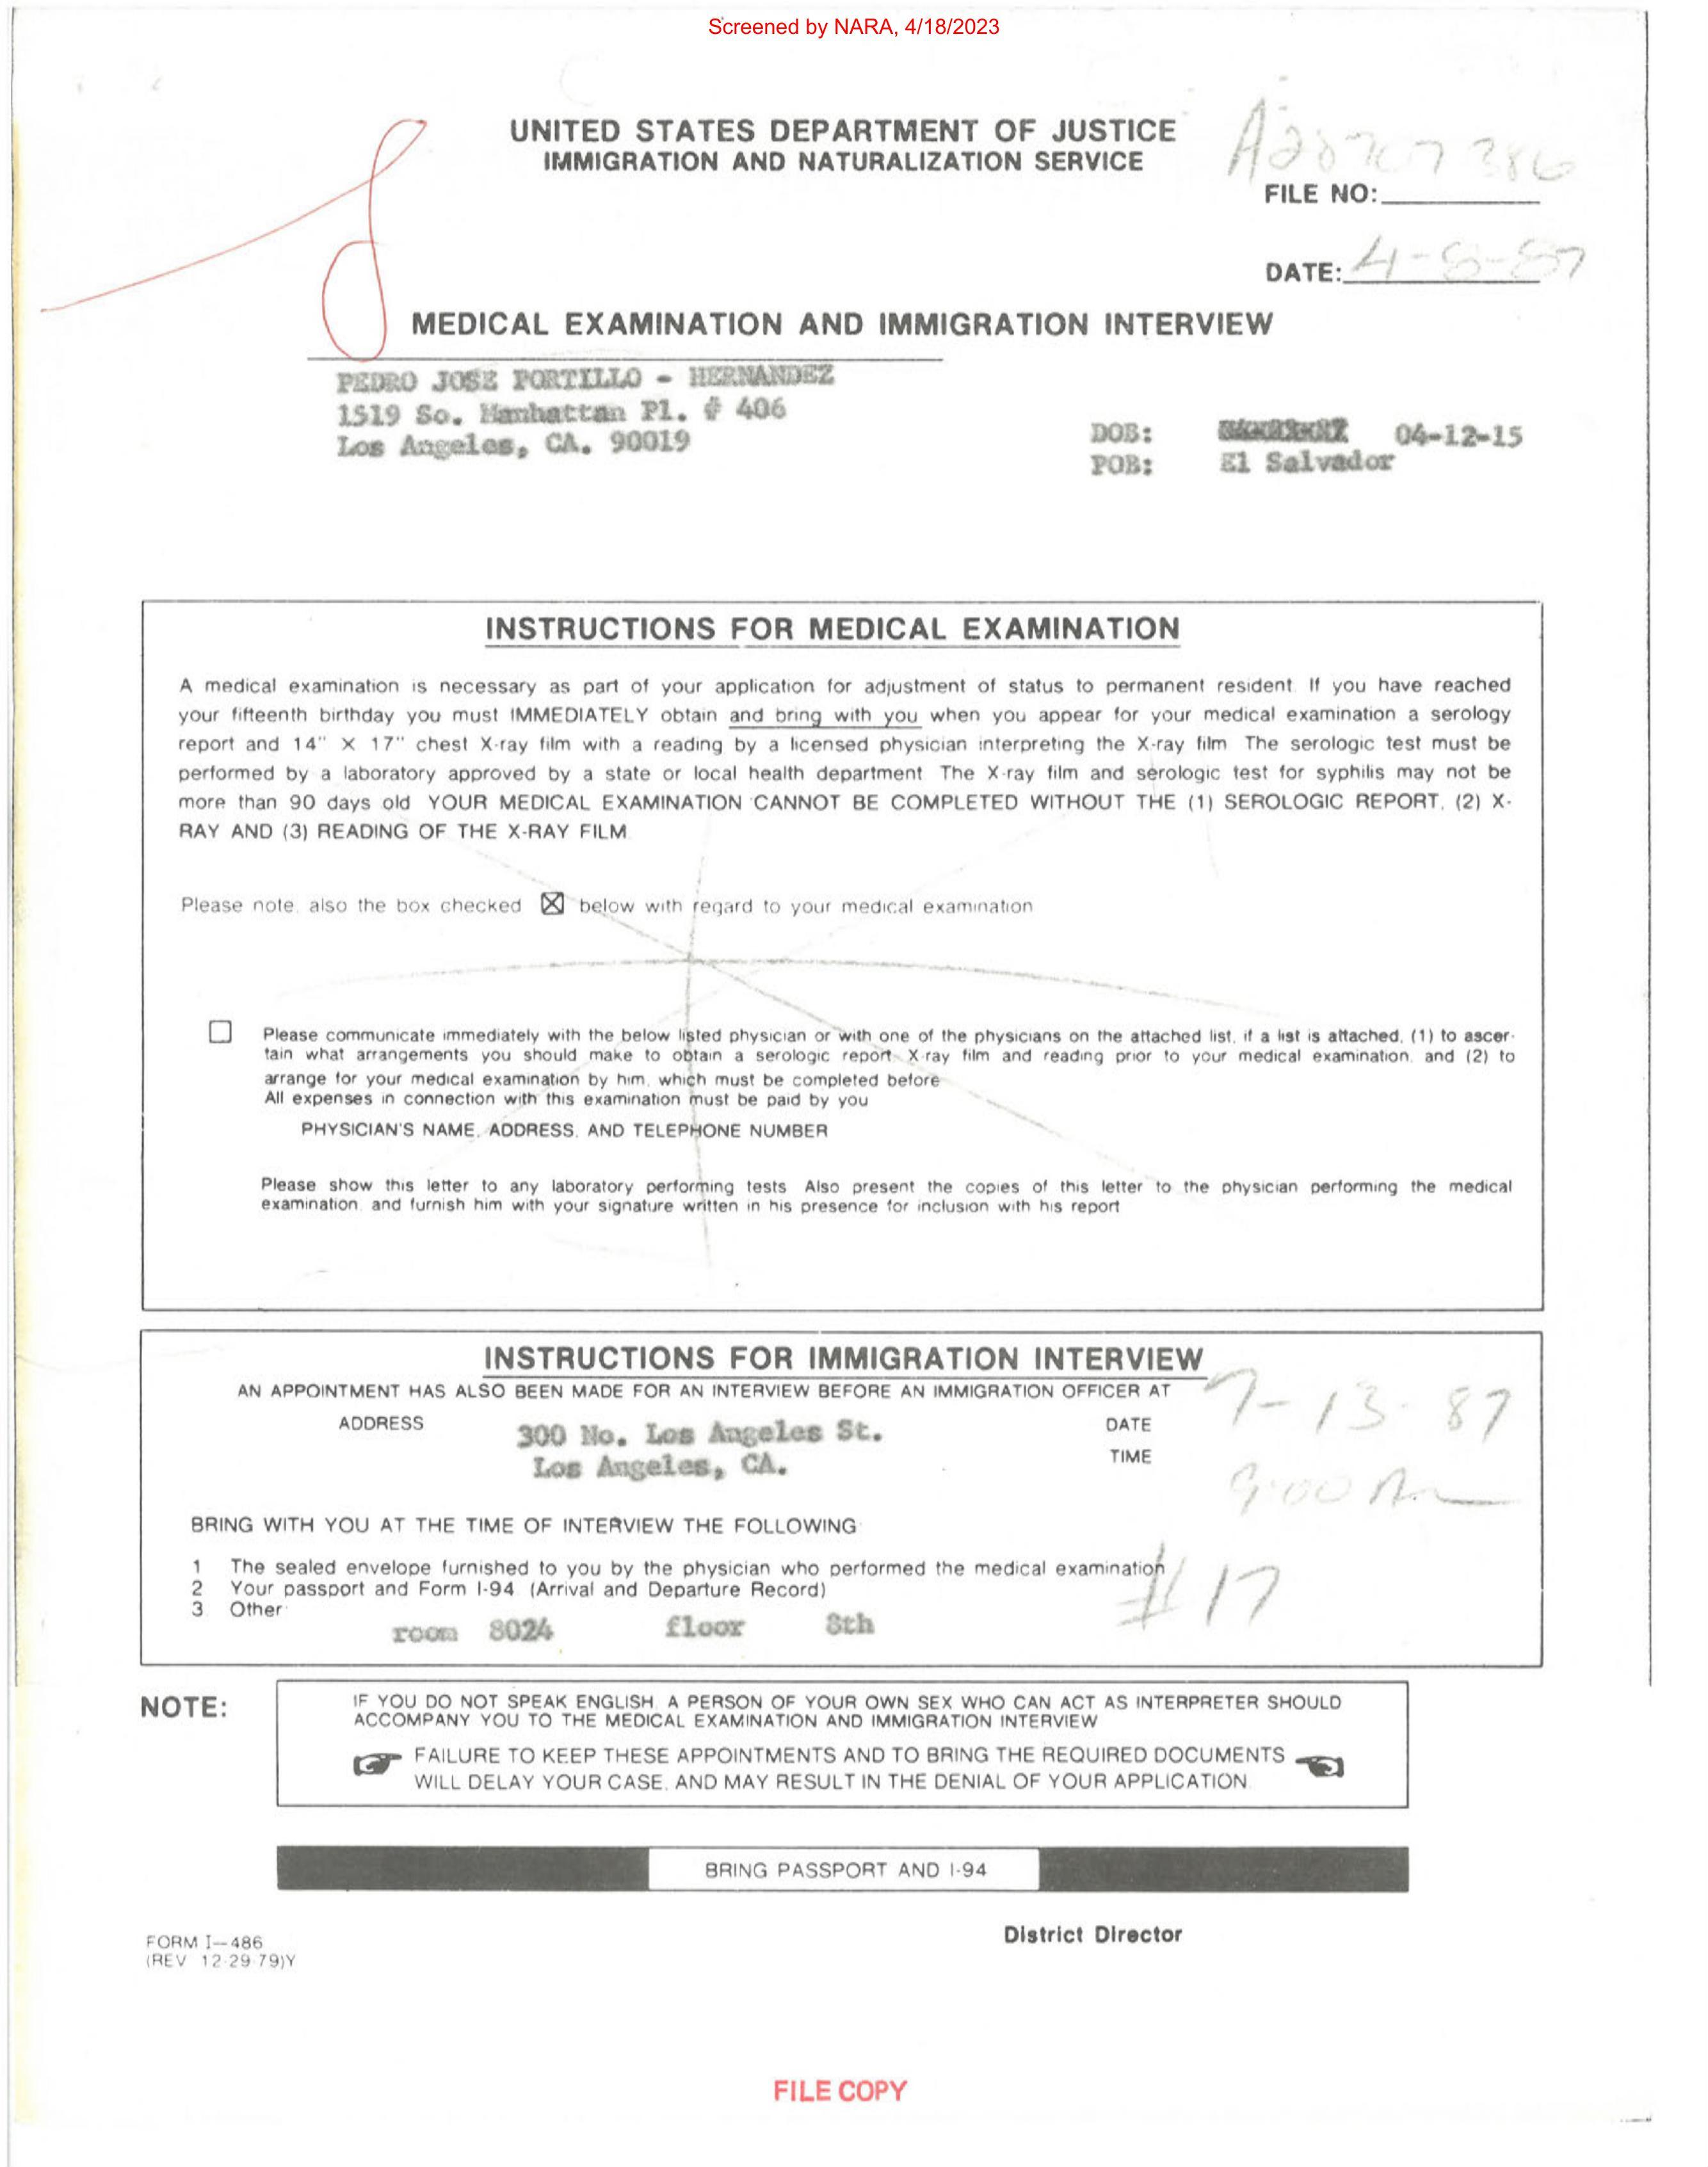 Screened by NARA, 4/18/2023
UNITED STATES DEPARTMENT OF JUSTICE
IMMIGRATION AND NATURALIZATION SERVICE
FILE NO:
DATE: 4-8-87
MEDICAL EXAMINATION AND IMMIGRATION INTERVIEW
PEDRO JOSE PORTILLO - HERNANDEZ
1519 So. Manhattan Pl. # 406
Los Angeles, CA. 90019
DOB: 04-12-15
POB: El Salvador
INSTRUCTIONS FOR MEDICAL EXAMINATION
A medical examination is necessary as part of your application for adjustment of status to permanent resident. If you have reached
your fifteenth birthday you must IMMEDIATELY obtain and bring with you when you appear for your medical examination a serology
report and 14" X 17" chest X-ray film with a reading by a licensed physician interpreting the X-ray film The serologic test must be
performed by a laboratory approved by a state or local health department The X-ray film and serologic test for syphilis may not be
more than 90 days old YOUR MEDICAL EXAMINATION CANNOT BE COMPLETED WITHOUT THE (1) SEROLOGIC REPORT, (2) X-
RAY AND (3) READING OF THE X-RAY FILM
Please note also the box checked ☒ below with regard to your medical examination
☐ Please communicate immediately with the below listed physician or with one of the physicians on the attached list, if a list is attached, (1) to ascer-
tain what arrangements you should make to obtain a serologic report X-ray film and reading prior to your medical examination and (2) to
arrange for your medical examination by him, which must be completed before
All expenses in connection with this examination must be paid by you
PHYSICIAN'S NAME, ADDRESS, AND TELEPHONE NUMBER
Please show this letter to any laboratory performing tests Also present the copies of this letter to the physician performing the medical
examination and furnish him with your signature written in his presence for inclusion with his report
INSTRUCTIONS FOR IMMIGRATION INTERVIEW
AN APPOINTMENT HAS ALSO BEEN MADE FOR AN INTERVIEW BEFORE AN IMMIGRATION OFFICER AT
ADDRESS 300 No. Los Angeles St. DATE 7-13-87
Los Angeles, CA. TIME 9:00 Am
BRING WITH YOU AT THE TIME OF INTERVIEW THE FOLLOWING
1 The sealed envelope furnished to you by the physician who performed the medical examination
2 Your passport and Form I-94 (Arrival and Departure Record)
3 Other
#17
room 8024 floor 8th
NOTE:
IF YOU DO NOT SPEAK ENGLISH A PERSON OF YOUR OWN SEX WHO CAN ACT AS INTERPRETER SHOULD
ACCOMPANY YOU TO THE MEDICAL EXAMINATION AND IMMIGRATION INTERVIEW
FAILURE TO KEEP THESE APPOINTMENTS AND TO BRING THE REQUIRED DOCUMENTS
WILL DELAY YOUR CASE, AND MAY RESULT IN THE DENIAL OF YOUR APPLICATION.
BRING PASSPORT AND I-94
District Director
FORM I-486
(REV 12-29-79)Y
FILE COPY